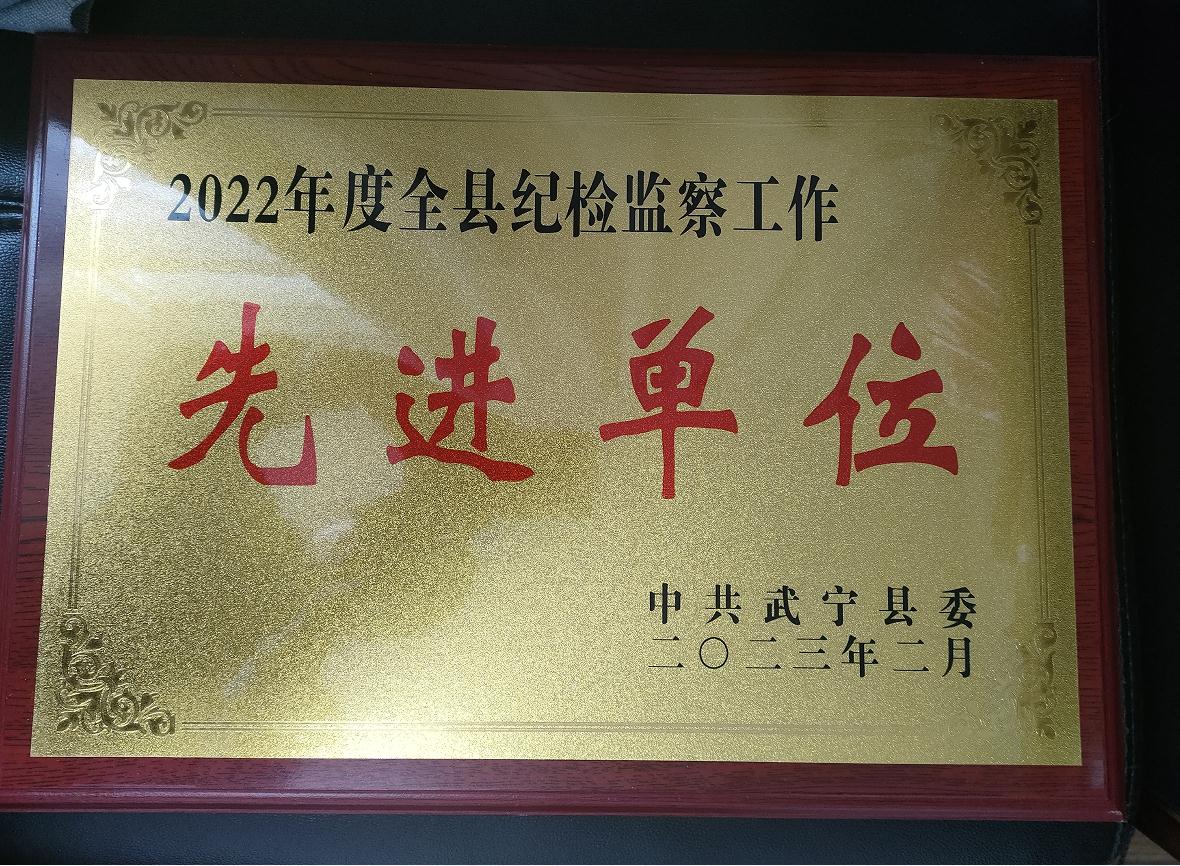 2022年度全县纪检监察工作
先进单位
中共武宁县委
二〇二三年二月